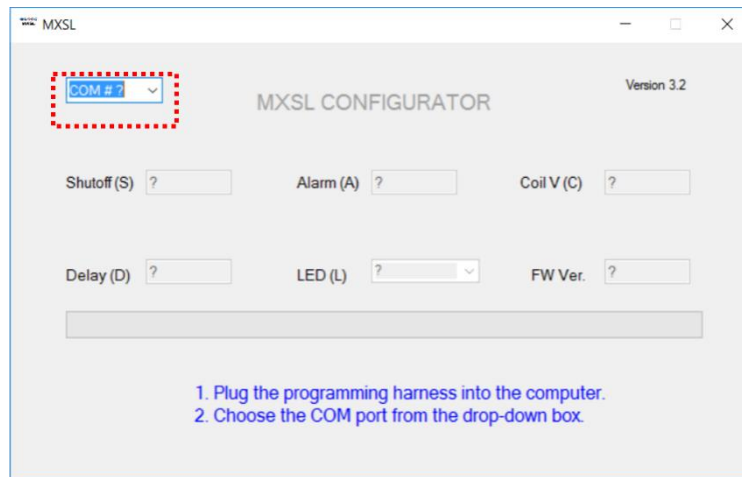 MXSL
COM # ?
MXSL CONFIGURATOR
Version 3.2
Shutoff (S) ?
Alarm (A) ?
Coil V (C) ?
Delay (D) ?
LED (L) ?
FW Ver. ?
1. Plug the programming harness into the computer.
2. Choose the COM port from the drop-down box.